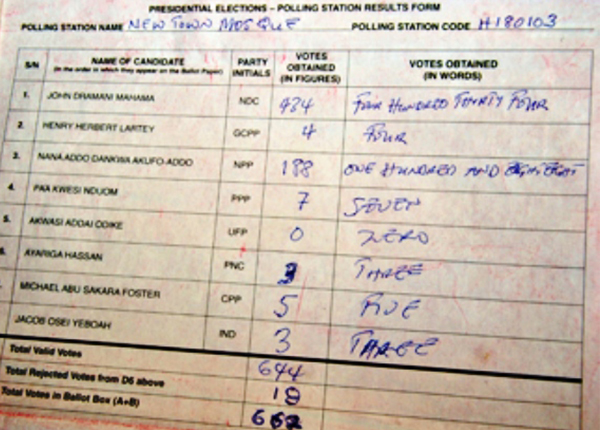 PRESIDENTIAL ELECTIONS – POLLING STATION RESULTS FORM
POLLING STATION NAME NEW TOWN MOSQUE POLLING STATION CODE H180103
S/N NAME OF CANDIDATE (in the order in which they appear on the Ballot Paper) PARTY INITIALS VOTES OBTAINED (IN FIGURES) VOTES OBTAINED (IN WORDS)
1. JOHN DRAMANI MAHAMA NDC 434 FOUR HUNDRED THIRTY FOUR
2. HENRY HERBERT LARTEY GCPP 4 FOUR
3. NANA ADDO DANKWA AKUFO-ADDO NPP 188 ONE HUNDRED AND
4. PAA KWESI NDUOM PPP 7 SEVEN
5. AKWASI ADDAI ODIKE UFP 0 ZERO
AYARIGA HASSAN PNC 3 THREE
MICHAEL ABU SAKARA FOSTER CPP 5 FIVE
JACOB OSEI YEBOAH IND 3 THREE
Total Valid Votes 644
Total Rejected Votes from D6 above 18
Total Votes in Ballot Box (A+B) 662